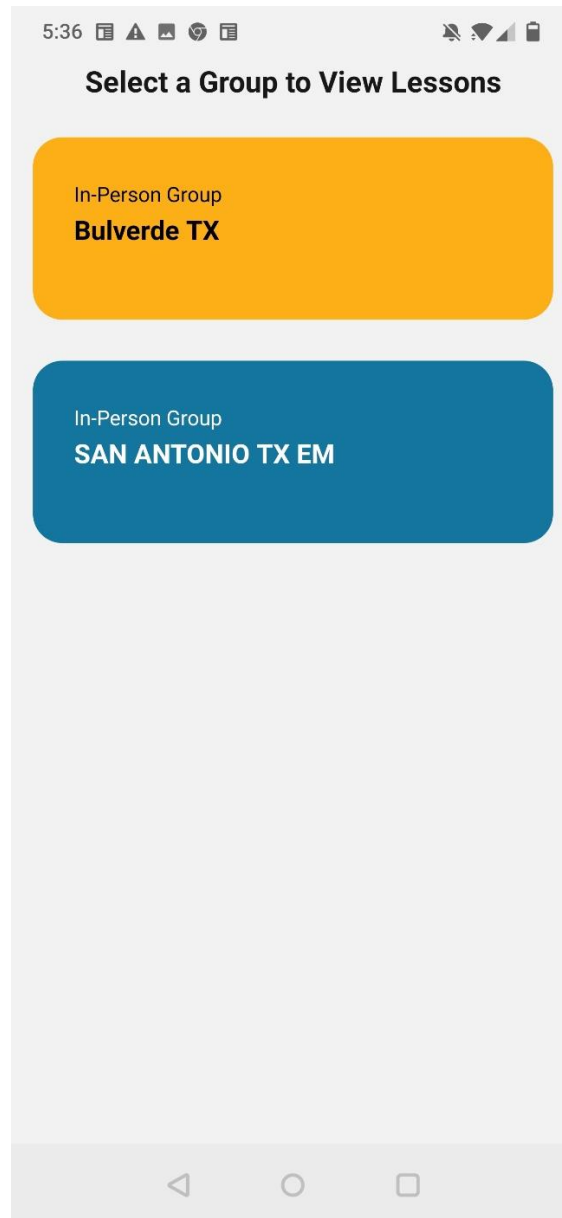 5:36
Select a Group to View Lessons
In-Person Group
Bulverde TX
In-Person Group
SAN ANTONIO TX EM